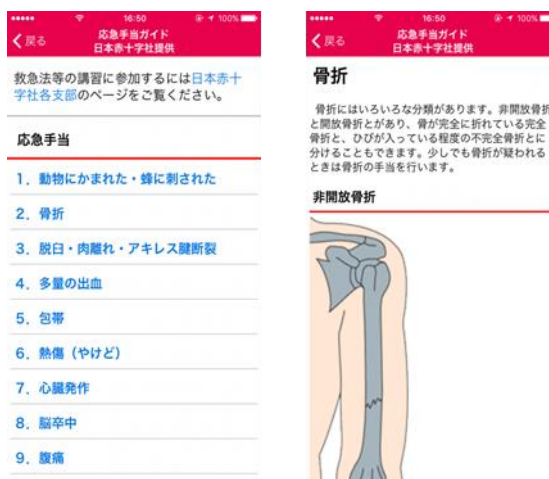 16:50
100%
戻る
応急手当ガイド
日本赤十字社提供
救急法等の講習に参加するには日本赤十
字社各支部のページをご覧ください。
応急手当
1. 動物にかまれた・蜂に刺された
2. 骨折
3. 脱臼・肉離れ・アキレス腱断裂
4. 多量の出血
5. 包帯
6. 熱傷（やけど）
7. 心臓発作
8. 脳卒中
9. 腹痛
16:50
100%
戻る
応急手当ガイド
日本赤十字社提供
骨折
骨折にはいろいろな分類があります。非開放骨折
と開放骨折とがあり、骨が完全に折れている完全
骨折と、ひびが入っている程度の不完全骨折とに
分けることもできます。少しでも骨折が疑われる
ときは骨折の手当を行います。
非開放骨折